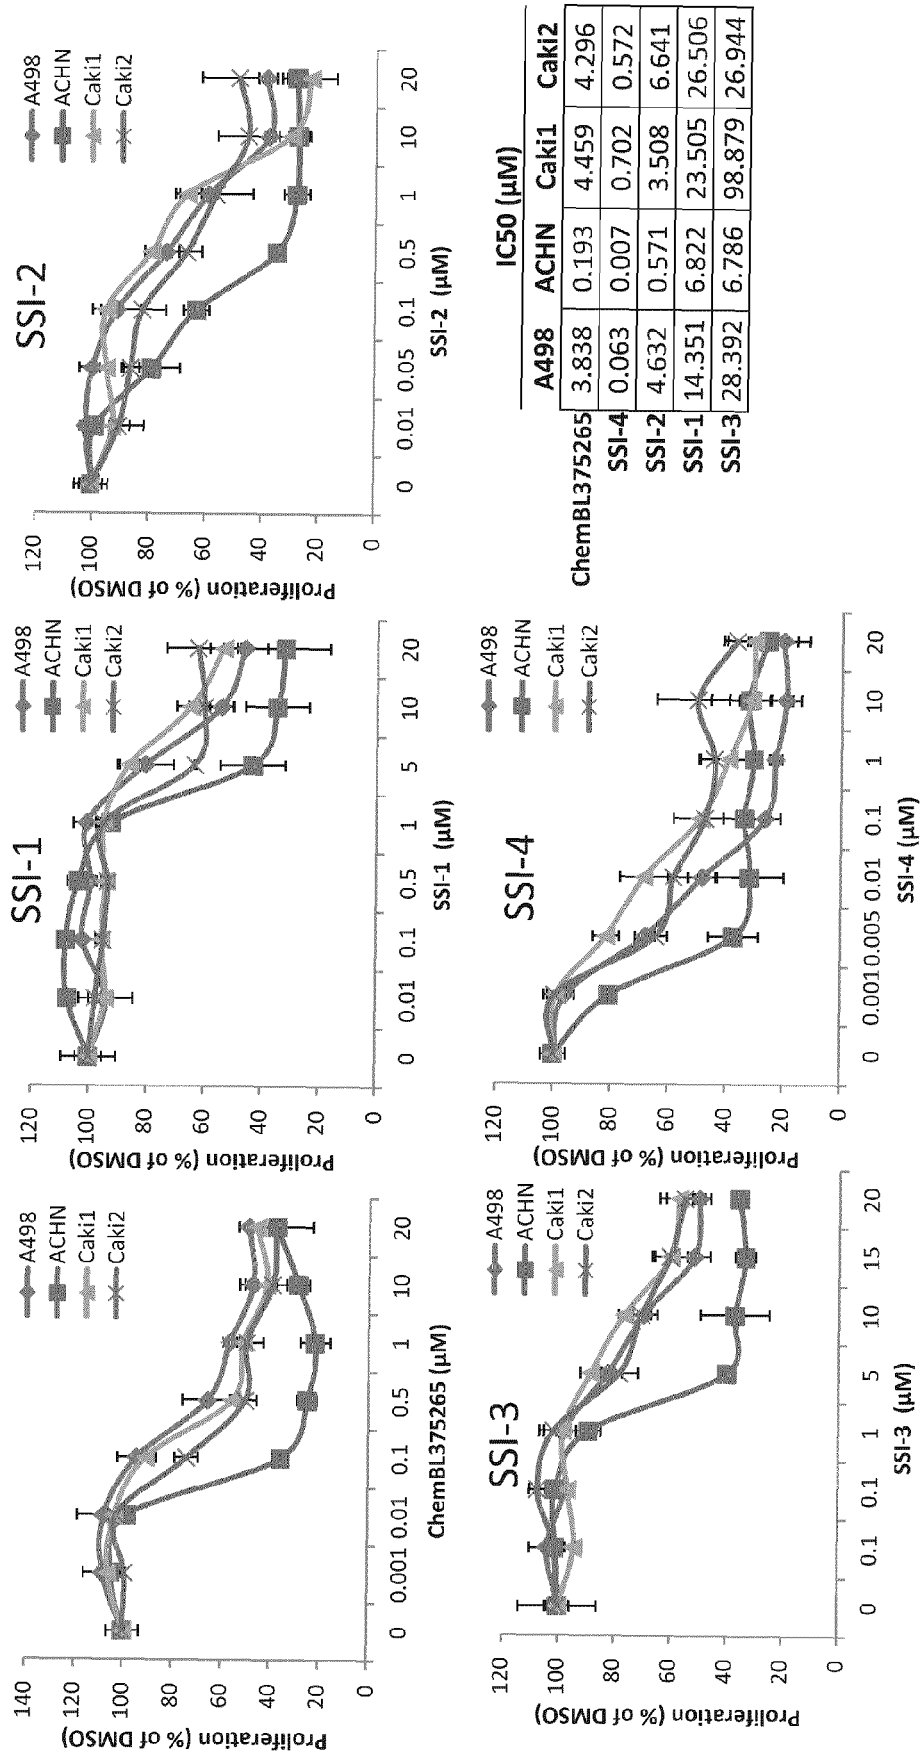 Proliferation (% of DMSO)
140
120
100
80
60
40
20
0
A498
ACHN
Caki1
Caki2
0 0.001 0.01 0.1 0.5 1 10 20
ChemBL375265 (µM)
SSI-1
Proliferation (% of DMSO)
120
100
80
60
40
20
0
A498
ACHN
Caki1
Caki2
0 0.01 0.1 0.5 1 5 10 20
SSI-1 (µM)
SSI-2
Proliferation (% of DMSO)
120
100
80
60
40
20
0
A498
ACHN
Caki1
Caki2
0 0.01 0.05 0.1 0.5 1 10 20
SSI-2 (µM)
SSI-3
Proliferation (% of DMSO)
120
100
80
60
40
20
0
A498
ACHN
Caki1
Caki2
0 0.1 0.1 1 5 10 15 20
SSI-3 (µM)
SSI-4
Proliferation (% of DMSO)
120
100
80
60
40
20
0
A498
ACHN
Caki1
Caki2
0 0.001 0.005 0.01 0.1 1 10 20
SSI-4 (µM)
IC50 (µM)
A498 ACHN Caki1 Caki2
ChemBL375265 3.838 0.193 4.459 4.296
SSI-4 0.063 0.007 0.702 0.572
SSI-2 4.632 0.571 3.508 6.641
SSI-1 14.351 6.822 23.505 26.506
SSI-3 28.392 6.786 98.879 26.944